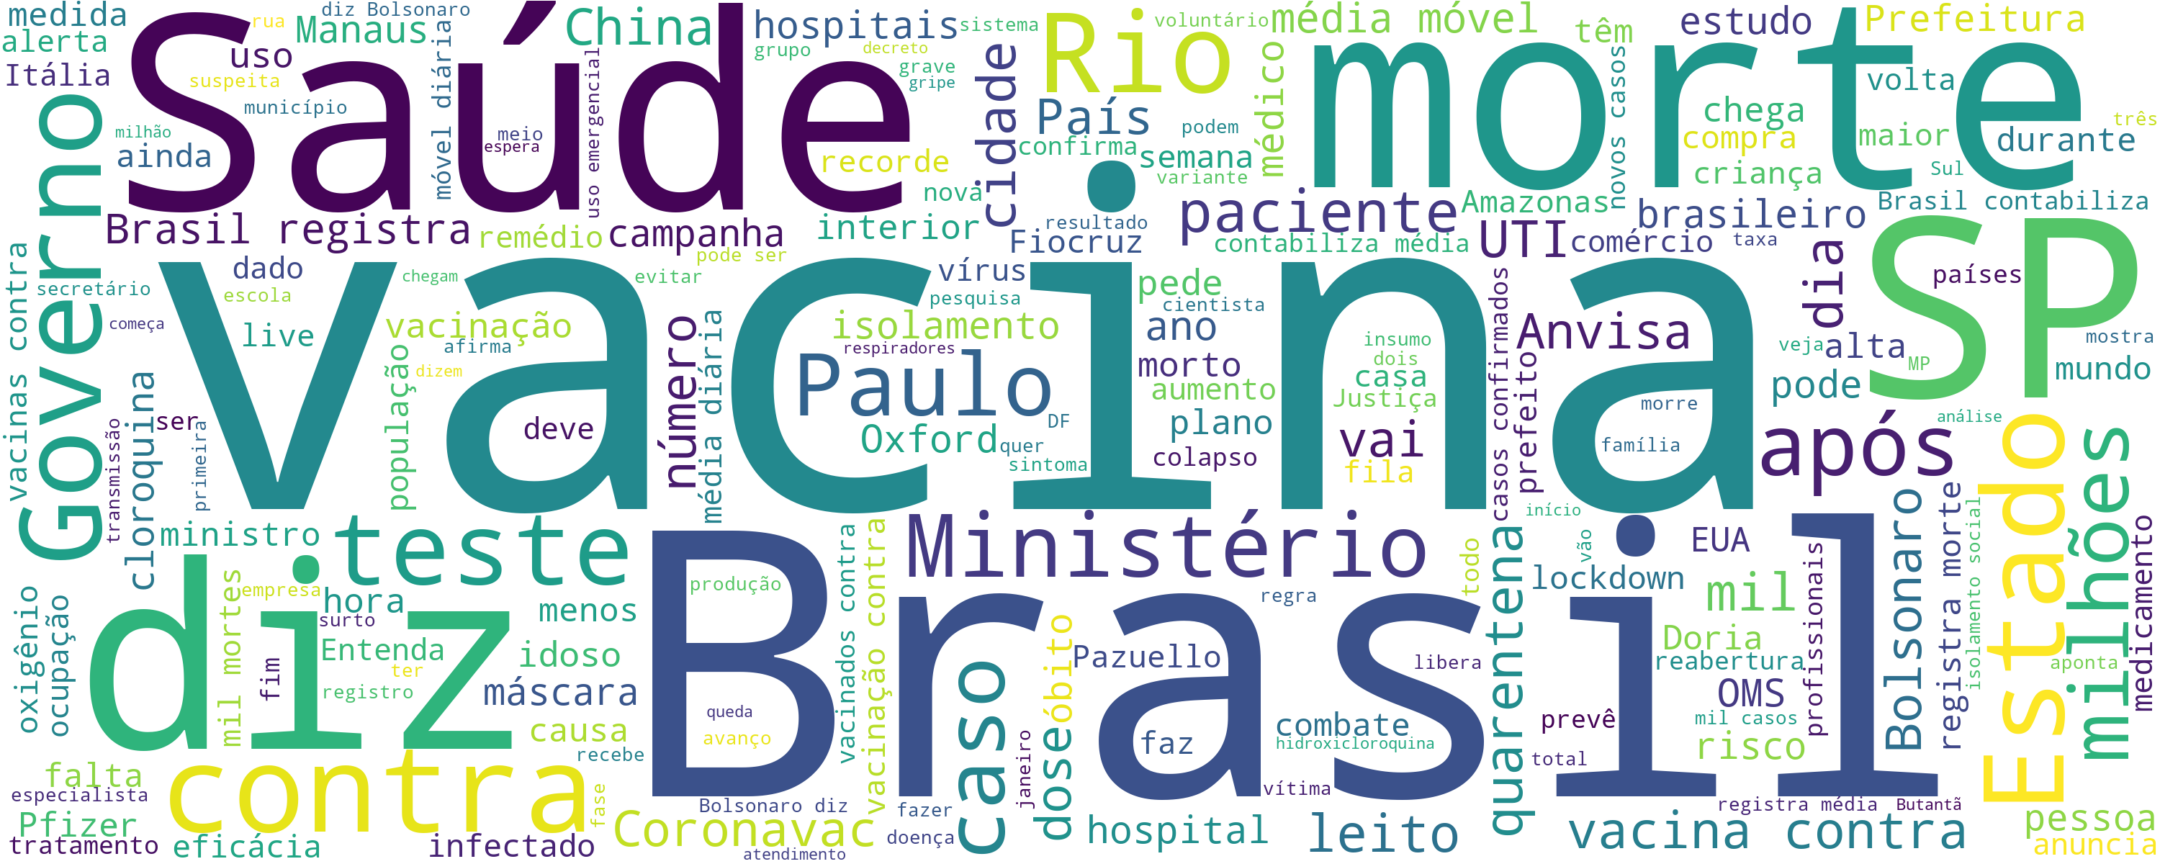 medida
rua
diz Bolsonaro
alerta
Manaus
China
hospitais
sistema
Rio
voluntário
média móvel
têm
estudo
Prefeitura
Itália
uso
suspeita
município
móvel diária
Saúde
grupo
decreto
grave
gripe
cidade
médico
morte
novos casos
volta
milhão
ainda
meio
espera
uso emergencial
recorde
nova
País
confirma
podem
semana
variante
chega
compra
criança
maior
Sul
durante
três
Governo
Brasil registra
remédio
campanha
interior
resultado
Fiocruz
paciente
contabiliza média
Amazonas
UTI
brasileiro
comércio
taxa
Brasil contabiliza
vacinas contra
secretário
dado
escola
começa
chegam
pode ser
evitar
vírus
pesquisa
pede
cientista
países
dia
SP
vacina
live
vacinação
afirma
dizem
população
número
média diária
isolamento
respiradores
Paulo
ano
morto
aumento
insumo
dois
casa
Justiça
casos confirmados
Anvisa
prefeito
veja
alta
MP
mostra
mundo
pode
cloroquina
transmissão
ser
primeira
deve
Oxford
quer
DF
sintoma
plano
colapso
vai
fila
morre
família
após
análise
Estado
milhões
ministro
teste
Ministério
início
vão
EUA
Bolsonaro
registra morte
isolamento social
medicamento
oxigênio
ocupação
diz
mil mortes
empresa
hora
surto
Entenda
ter
registro
fim
menos
idoso
máscara
causa
recebe
Brasil
produção
queda
avanço
vacinados contra
vacinação contra
caso
dose
óbito
Pazuello
faz
regra
combate
hidroxicloroquina
vítima
libera
todo
quarentena
lockdown
mil
Doria
reabertura
OMS
mil casos
risco
profissionais
prevê
total
aponta
falta
especialista
Pfizer
tratamento
eficácia
contra
infectado
fase
Coronavac
Bolsonaro diz
atendimento
fazer
doença
janeiro
hospital
leito
vacina contra
registra média
Butantã
pessoa
anuncia